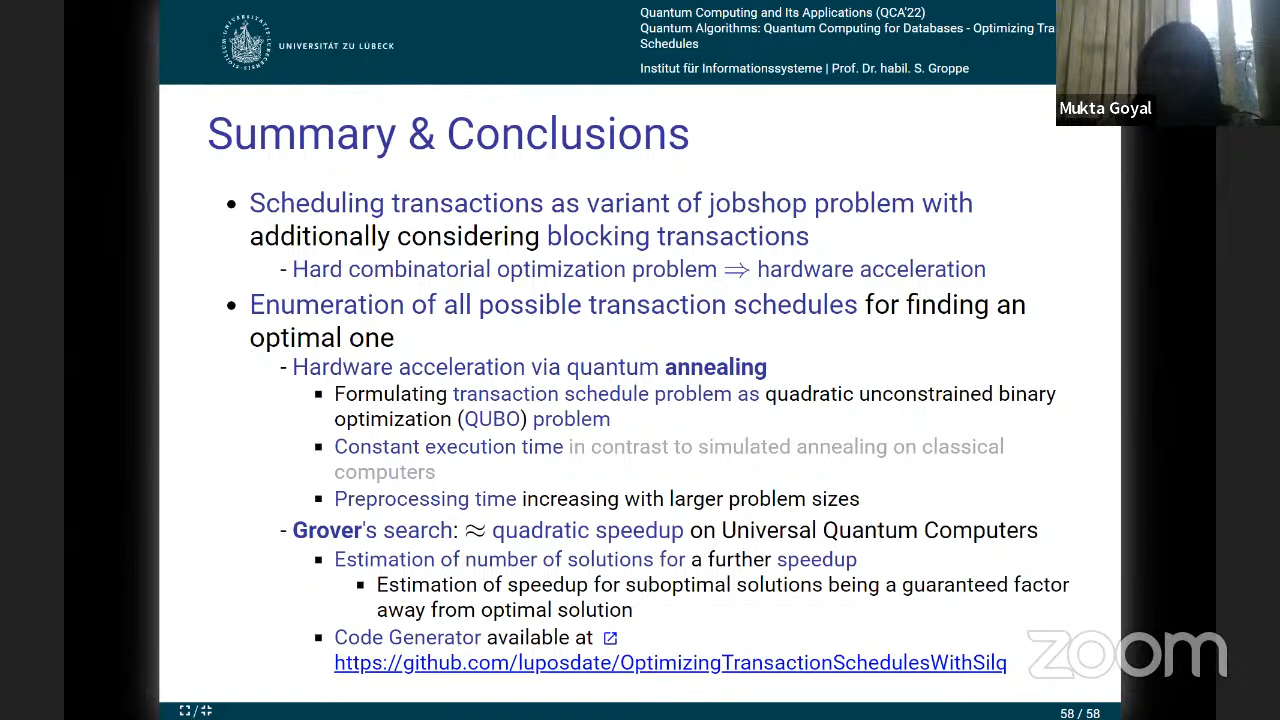 UNIVERSITÄT ZU LÜBECK
Quantum Computing and Its Applications (QCA'22)
Quantum Algorithms: Quantum Computing for Databases - Optimizing Tra
Schedules
Institut für Informationssysteme | Prof. Dr. habil. S. Groppe
Mukta Goyal
Summary & Conclusions
• Scheduling transactions as variant of jobshop problem with
additionally considering blocking transactions
- Hard combinatorial optimization problem ⇒ hardware acceleration
• Enumeration of all possible transaction schedules for finding an
optimal one
- Hardware acceleration via quantum annealing
▪ Formulating transaction schedule problem as quadratic unconstrained binary
optimization (QUBO) problem
▪ Constant execution time in contrast to simulated annealing on classical
computers
▪ Preprocessing time increasing with larger problem sizes
- Grover's search: ≈ quadratic speedup on Universal Quantum Computers
▪ Estimation of number of solutions for a further speedup
▪ Estimation of speedup for suboptimal solutions being a guaranteed factor
away from optimal solution
▪ Code Generator available at
https://github.com/luposdate/OptimizingTransactionSchedulesWithSilq
zoom
58 / 58